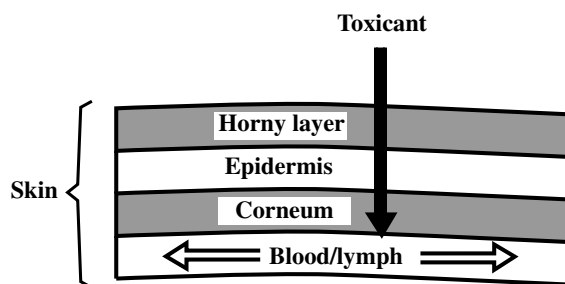 Toxicant
Horny layer
Epidermis
Skin
Corneum
Blood/lymph